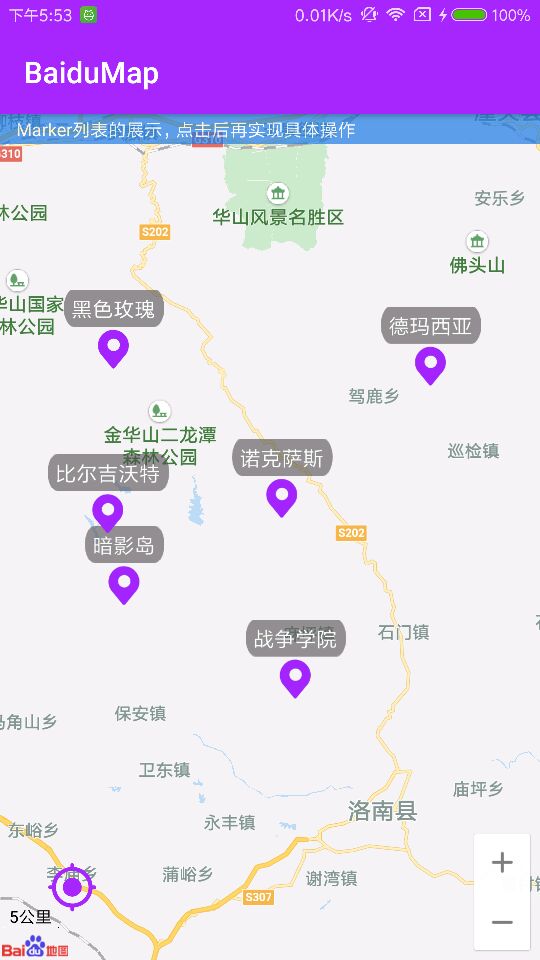 下午5:53
0.01K/s
100%
BaiduMap
Marker列表的展示，点击后再实现具体操作
G310
G310
安乐乡
林公园
华山风景名胜区
S202
佛头山
华山国家
林公园
黑色玫瑰
德玛西亚
驾鹿乡
金华山二龙潭
森林公园
巡检镇
诺克萨斯
比尔吉沃特
S202
暗影岛
石门镇
战争学院
保安镇
马角山乡
卫东镇
庙坪乡
洛南县
永丰镇
东峪乡
蒲峪乡
谢湾镇
S307
5公里
Bai du 地图